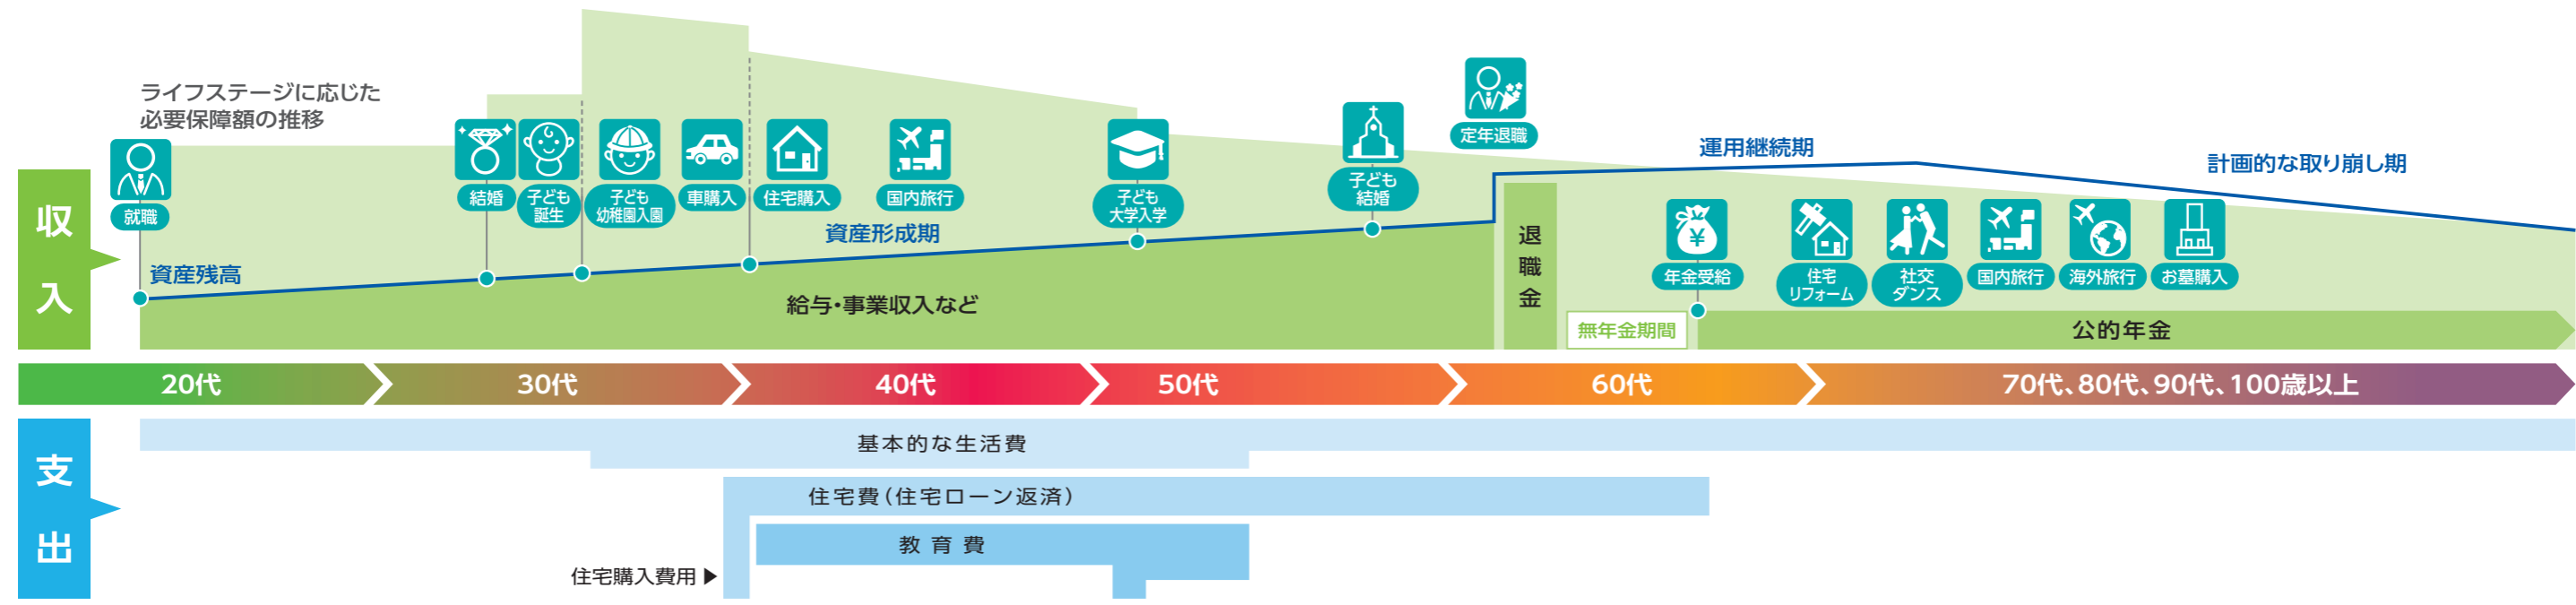 ライフステージに応じた
必要保障額の推移
収入
就職
結婚
子ども
誕生
子ども
幼稚園入園
車購入
住宅購入
国内旅行
子ども
大学入学
子ども
結婚
定年退職
運用継続期
計画的な取り崩し期
資産残高
資産形成期
給与・事業収入など
退職金
無年金期間
年金受給
住宅
リフォーム
社交
ダンス
国内旅行
海外旅行
お墓購入
公的年金
20代
30代
40代
50代
60代
70代、80代、90代、100歳以上
支出
基本的な生活費
住宅費(住宅ローン返済)
教育費
住宅購入費用▶